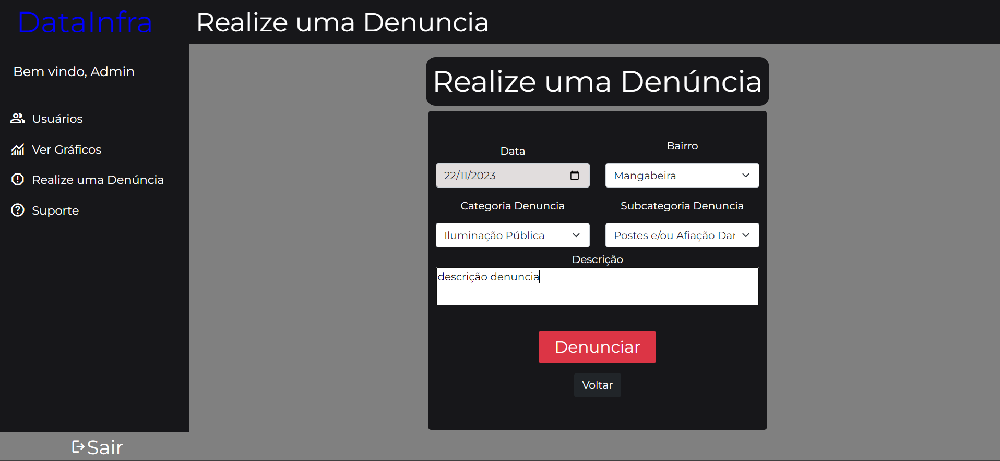 DataInfra
Realize uma Denuncia
Bem vindo, Admin
Usuários
Ver Gráficos
Realize uma Denúncia
Suporte
Sair
Realize uma Denúncia
Data
Bairro
22/11/2023
Mangabeira
Categoria Denuncia
Subcategoria Denuncia
Iluminação Pública
Postes e/ou Afiação Dar
Descrição
descrição denuncia
Denunciar
Voltar